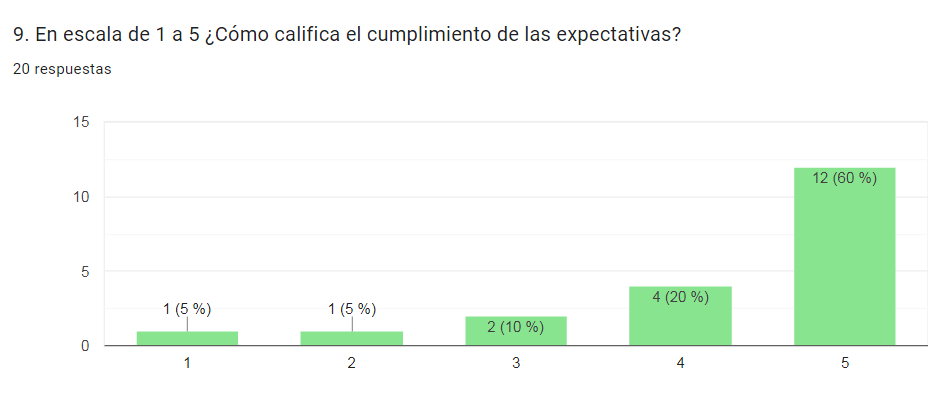 9. En escala de 1 a 5 ¿Cómo califica el cumplimiento de las expectativas?
20 respuestas
15
10
5
0
1 (5 %)
1 (5 %)
2 (10 %)
4 (20 %)
12 (60 %)
1
2
3
4
5